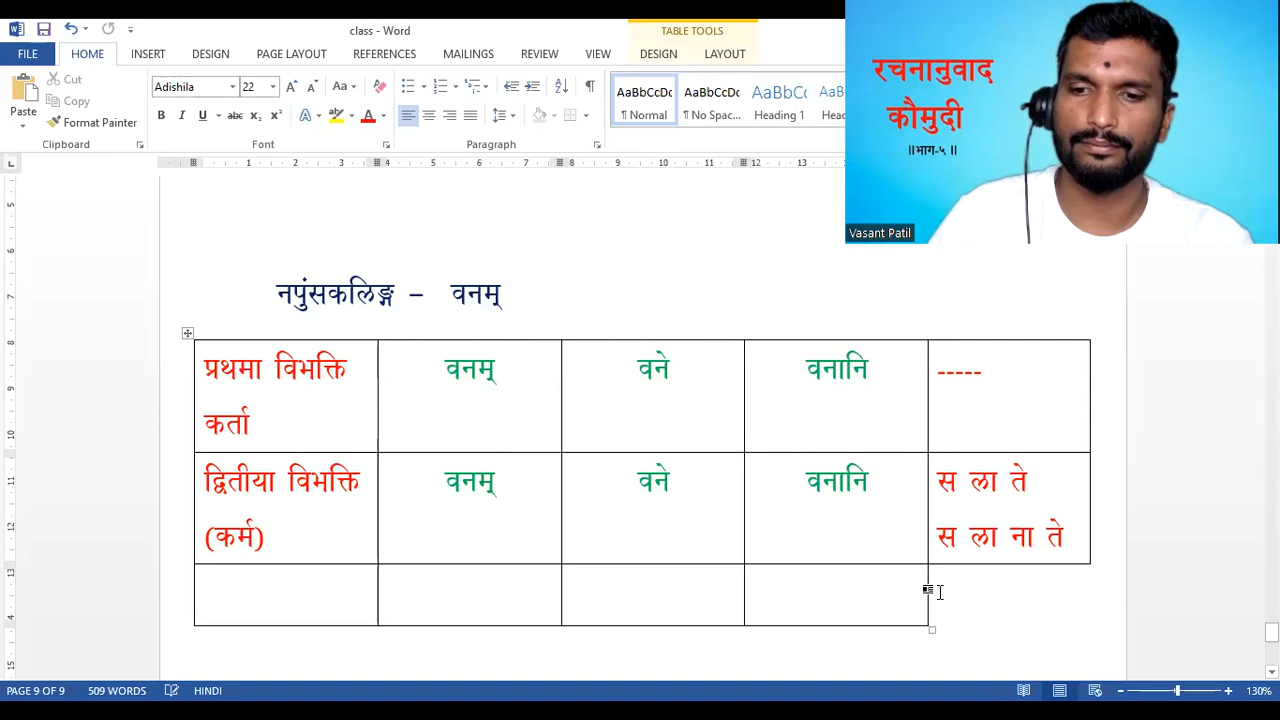 class - Word
TABLE TOOLS
FILE HOME INSERT DESIGN PAGE LAYOUT REFERENCES MAILINGS REVIEW VIEW DESIGN LAYOUT
Cut
Copy
Format Painter
Paste
Clipboard
Adishila 22
Font
Paragraph
AaBbCcDc AaBbCcDc AaBbCc
¶ Normal ¶ No Spac... Heading 1
रचनानुवाद
कौमुदी
॥भाग-५॥
Vasant Patil
नपुंसकलिङ्ग – वनम्
प्रथमा विभक्ति वनम् वने वनानि -----
कर्ता
द्वितीया विभक्ति वनम् वने वनानि स ला ते
(कर्म) स ला ना ते
PAGE 9 OF 9 509 WORDS HINDI 130%